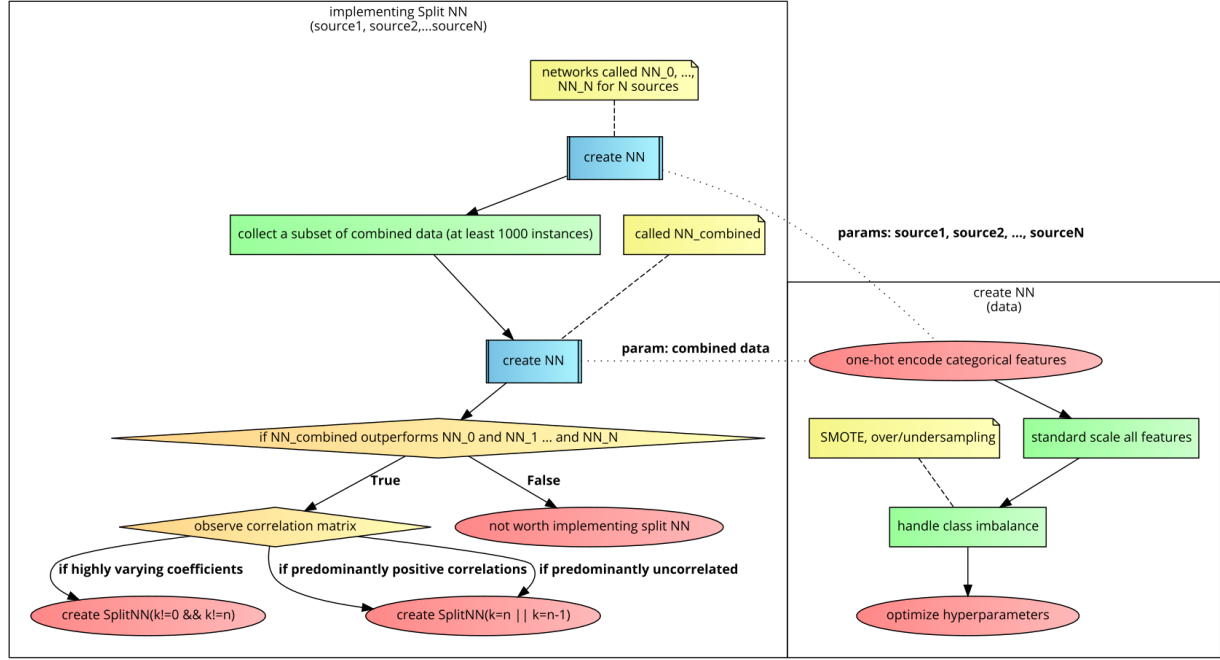 implementing Split NN
(source1, source2,...sourceN)
networks called NN_0, ...,
NN_N for N sources
create NN
collect a subset of combined data (at least 1000 instances)
called NN_combined
params: source1, source2, ..., sourceN
create NN
(data)
create NN
param: combined data
one-hot encode categorical features
if NN_combined outperforms NN_0 and NN_1 ... and NN_N
SMOTE, over/undersampling
standard scale all features
True
False
observe correlation matrix
not worth implementing split NN
handle class imbalance
if highly varying coefficients
if predominantly positive correlations
if predominantly uncorrelated
create SplitNN(k!=0 && k!=n)
create SplitNN(k=n || k=n-1)
optimize hyperparameters